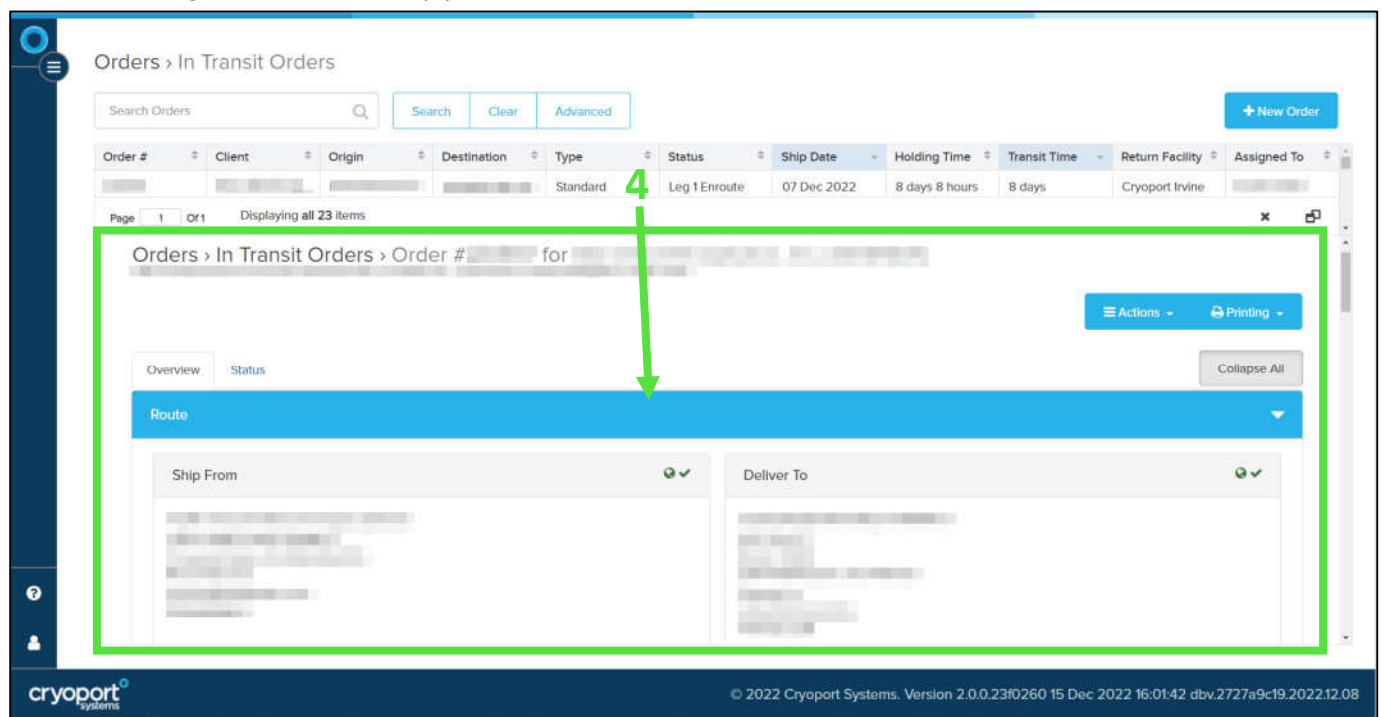 Orders › In Transit Orders
Search Orders
Search Clear Advanced
+ New Order
Order # Client Origin Destination Type Status Ship Date Holding Time Transit Time Return Facility Assigned To
Standard Leg 1 Enroute 07 Dec 2022 8 days 8 hours 8 days Cryoport Irvine
4
Page 1 Of 1 Displaying all 23 items
Orders › In Transit Orders › Order # for
Actions Printing
Overview Status Collapse All
Route
Ship From Deliver To
cryoport systems
© 2022 Cryoport Systems. Version 2.0.0.23f0260 15 Dec 2022 16:01:42 dbv.2727a9c19.2022.12.08